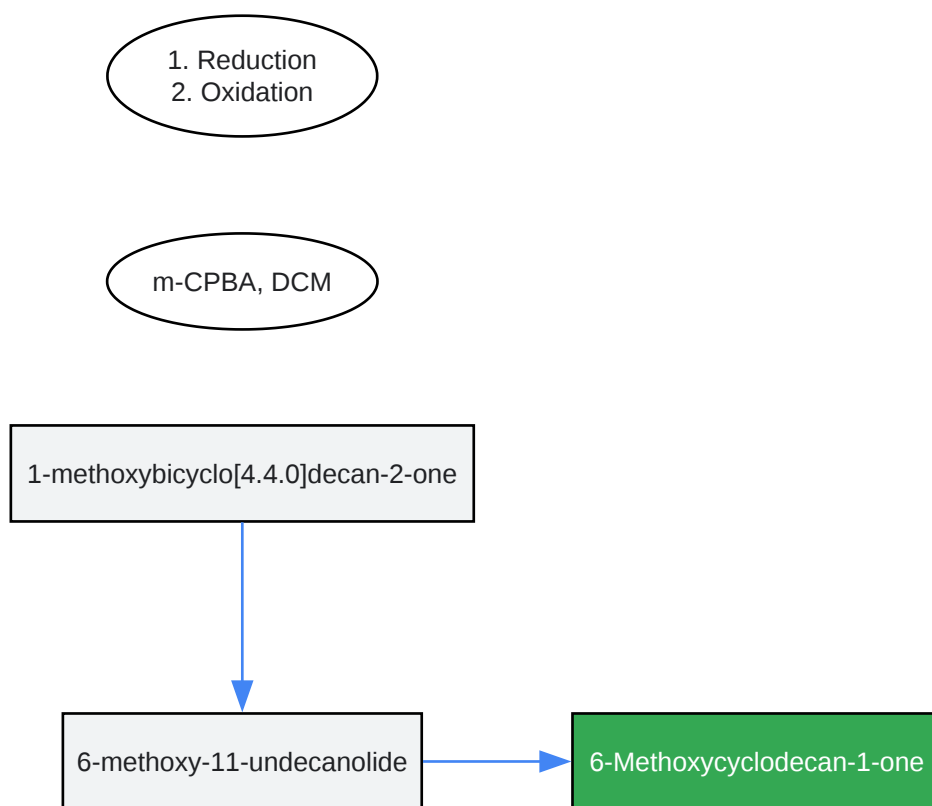 1. Reduction
2. Oxidation
m-CPBA, DCM
1-methoxybicyclo[4.4.0]decan-2-one
6-methoxy-11-undecanolide
6-Methoxycyclodecan-1-one